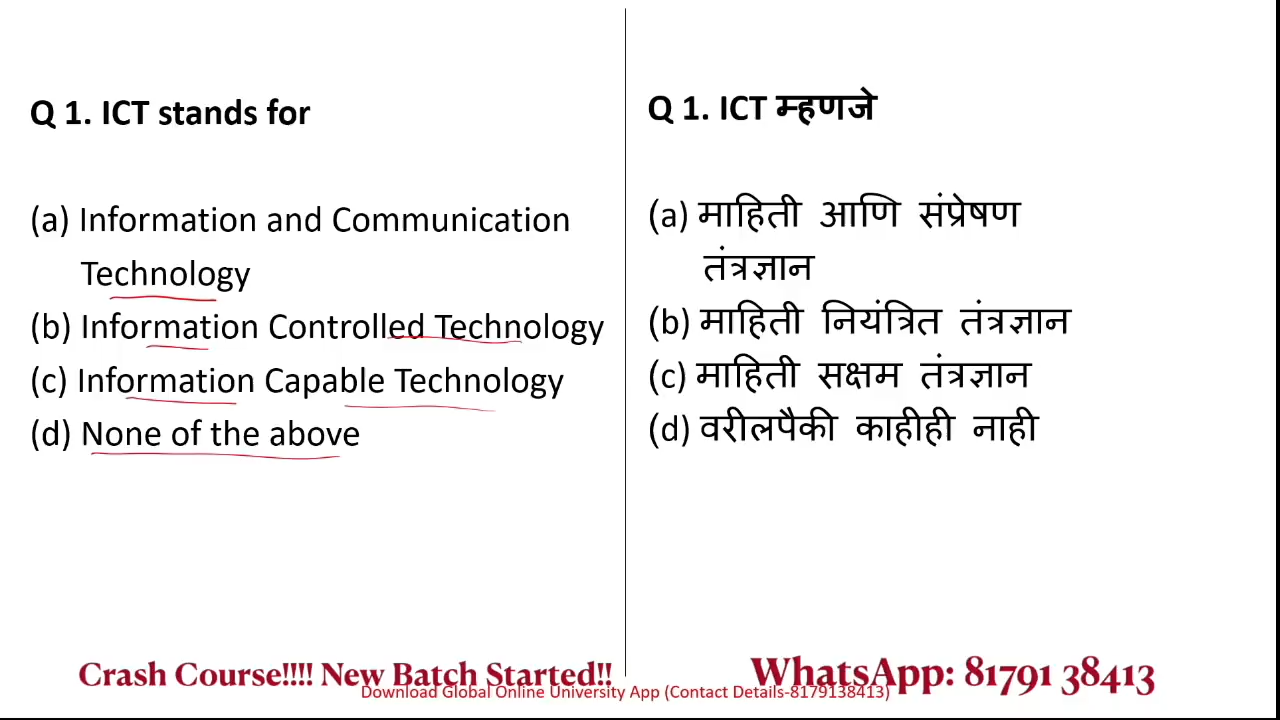 Q 1. ICT stands for
(a) Information and Communication
Technology
(b) Information Controlled Technology
(c) Information Capable Technology
(d) None of the above
Q 1. ICT म्हणजे
(a) माहिती आणि संप्रेषण
तंत्रज्ञान
(b) माहिती नियंत्रित तंत्रज्ञान
(c) माहिती सक्षम तंत्रज्ञान
(d) वरीलपैकी काहीही नाही
Crash Course!!!! New Batch Started!!
WhatsApp: 81791 38413
Download Global Online University App (Contact Details-8179138413)